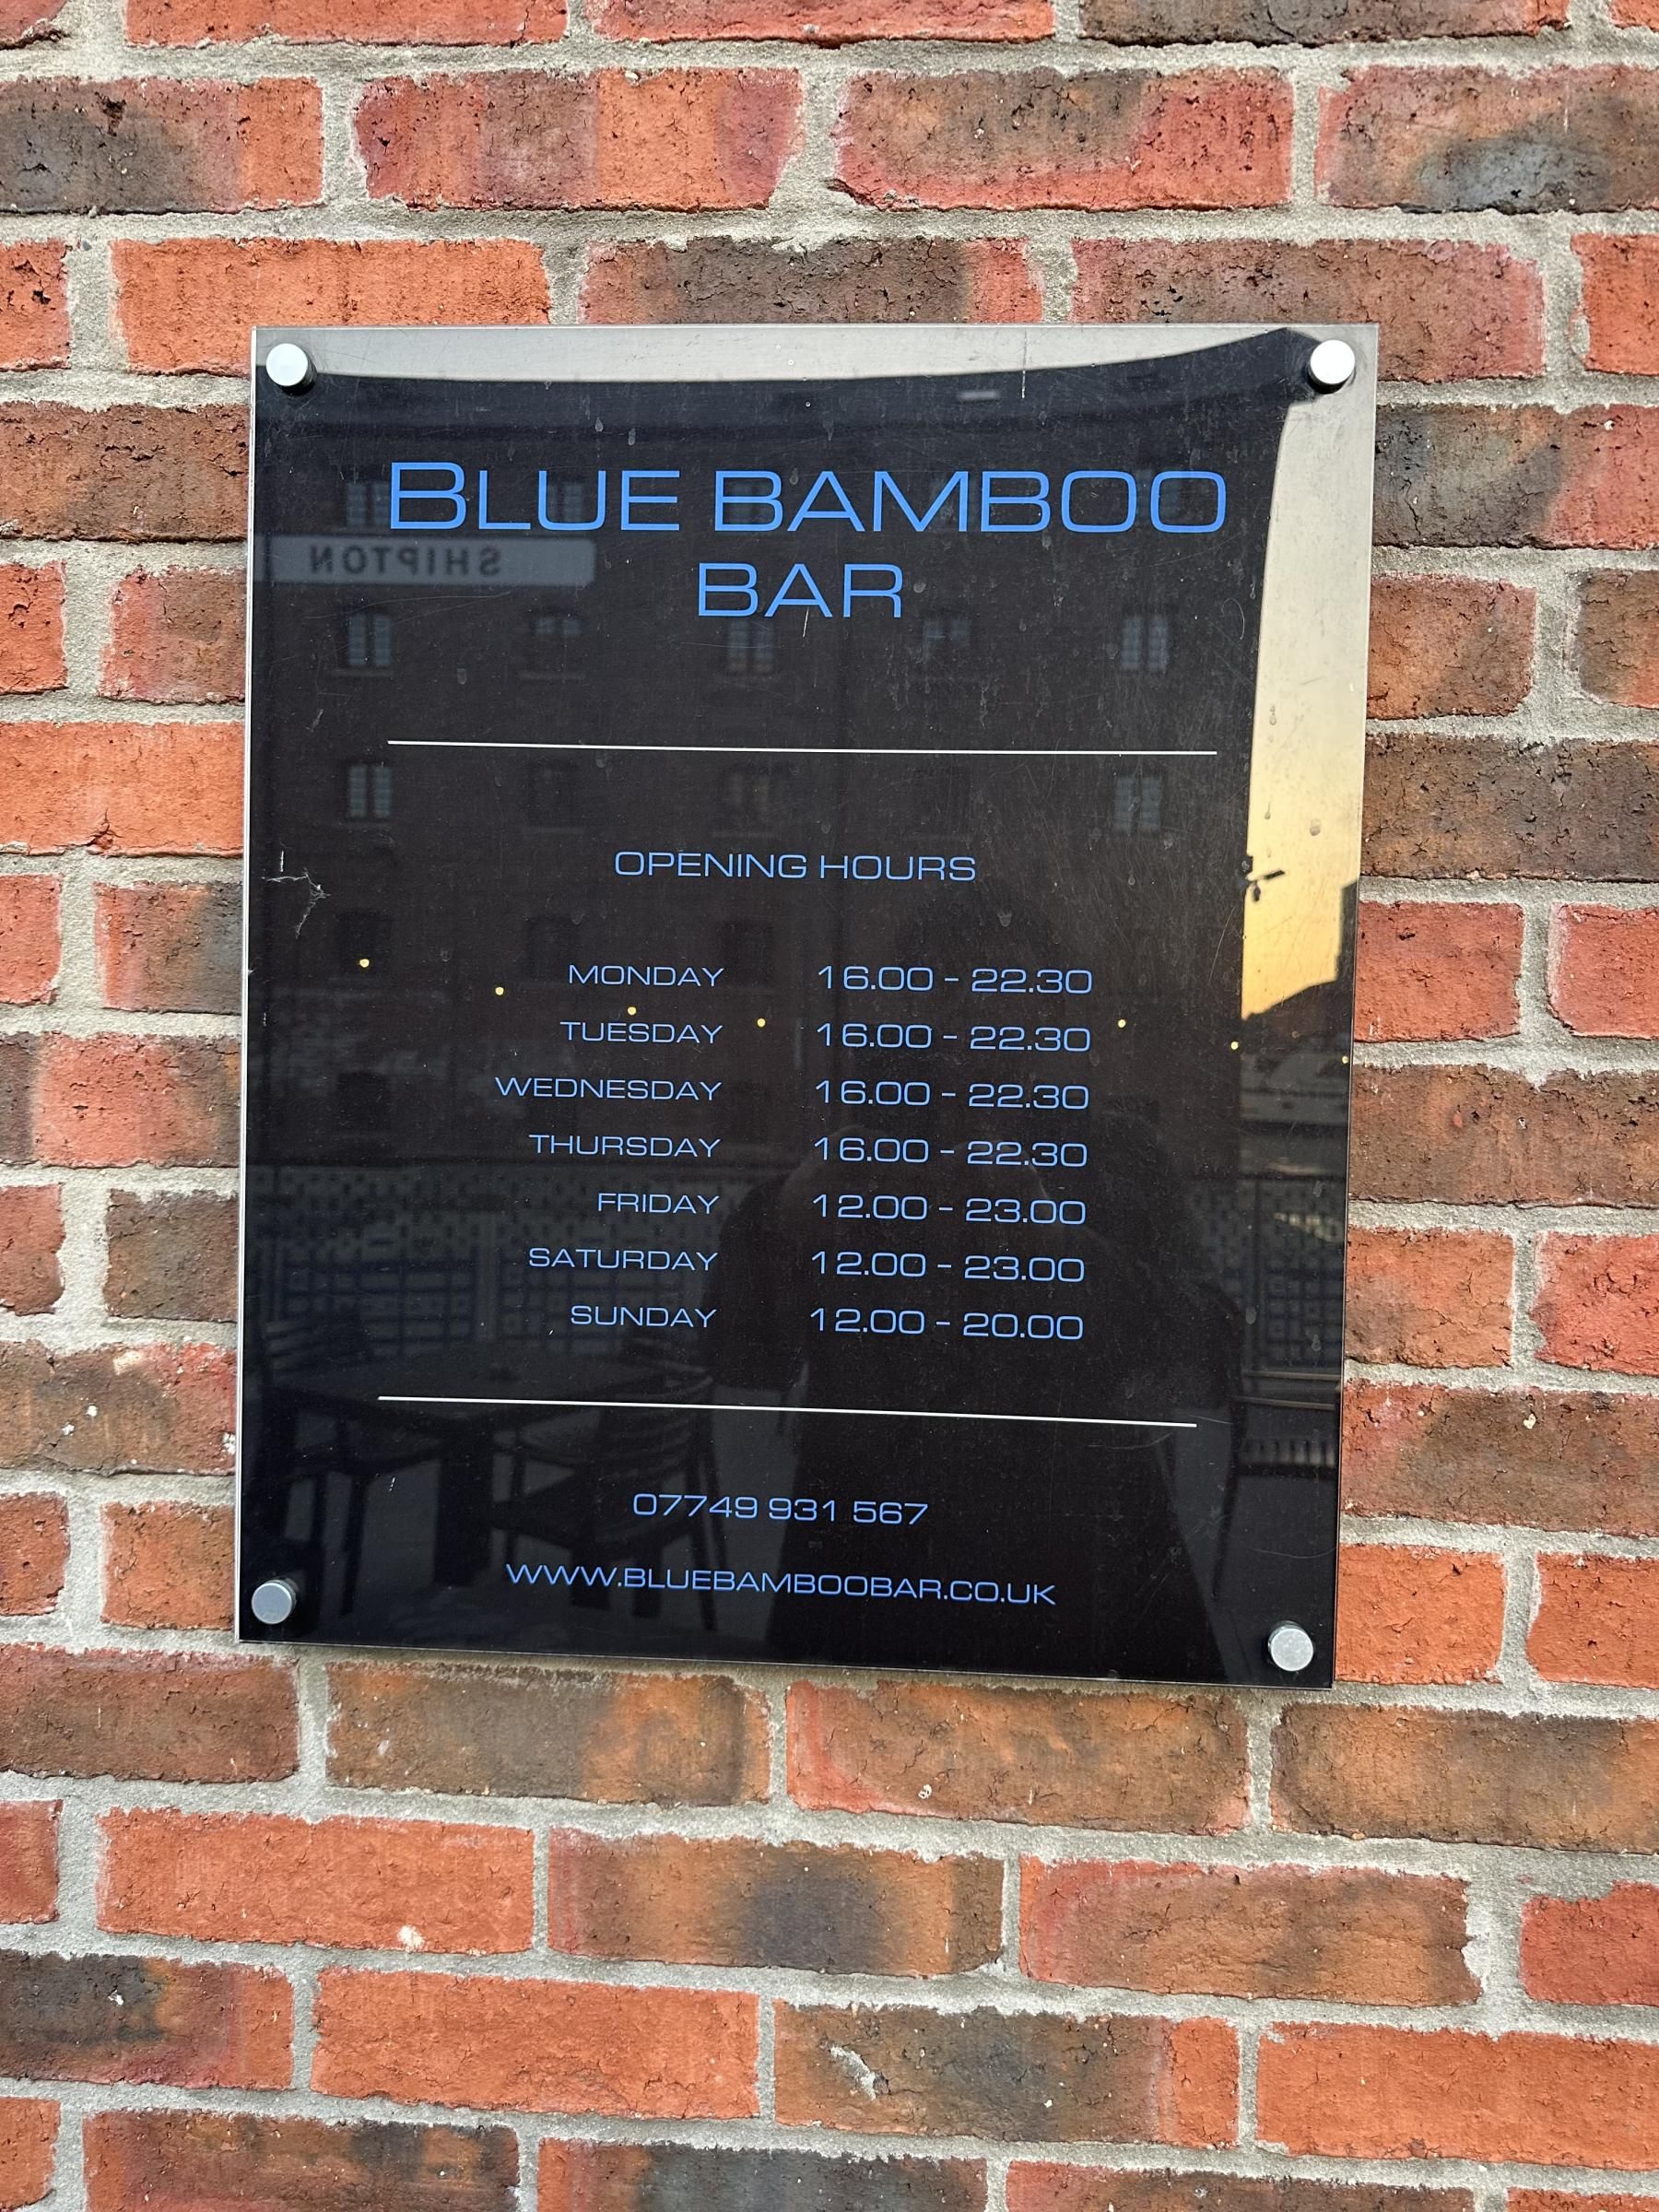 BLUE BAMBOO
BAR
SHIPTON
OPENING HOURS
MONDAY 16.00 - 22.30
TUESDAY 16.00 - 22.30
WEDNESDAY 16.00 - 22.30
THURSDAY 16.00 - 22.30
FRIDAY 12.00 - 23.00
SATURDAY 12.00 - 23.00
SUNDAY 12.00 - 20.00
07749 931 567
WWW.BLUEBAMBOOBAR.CO.UK